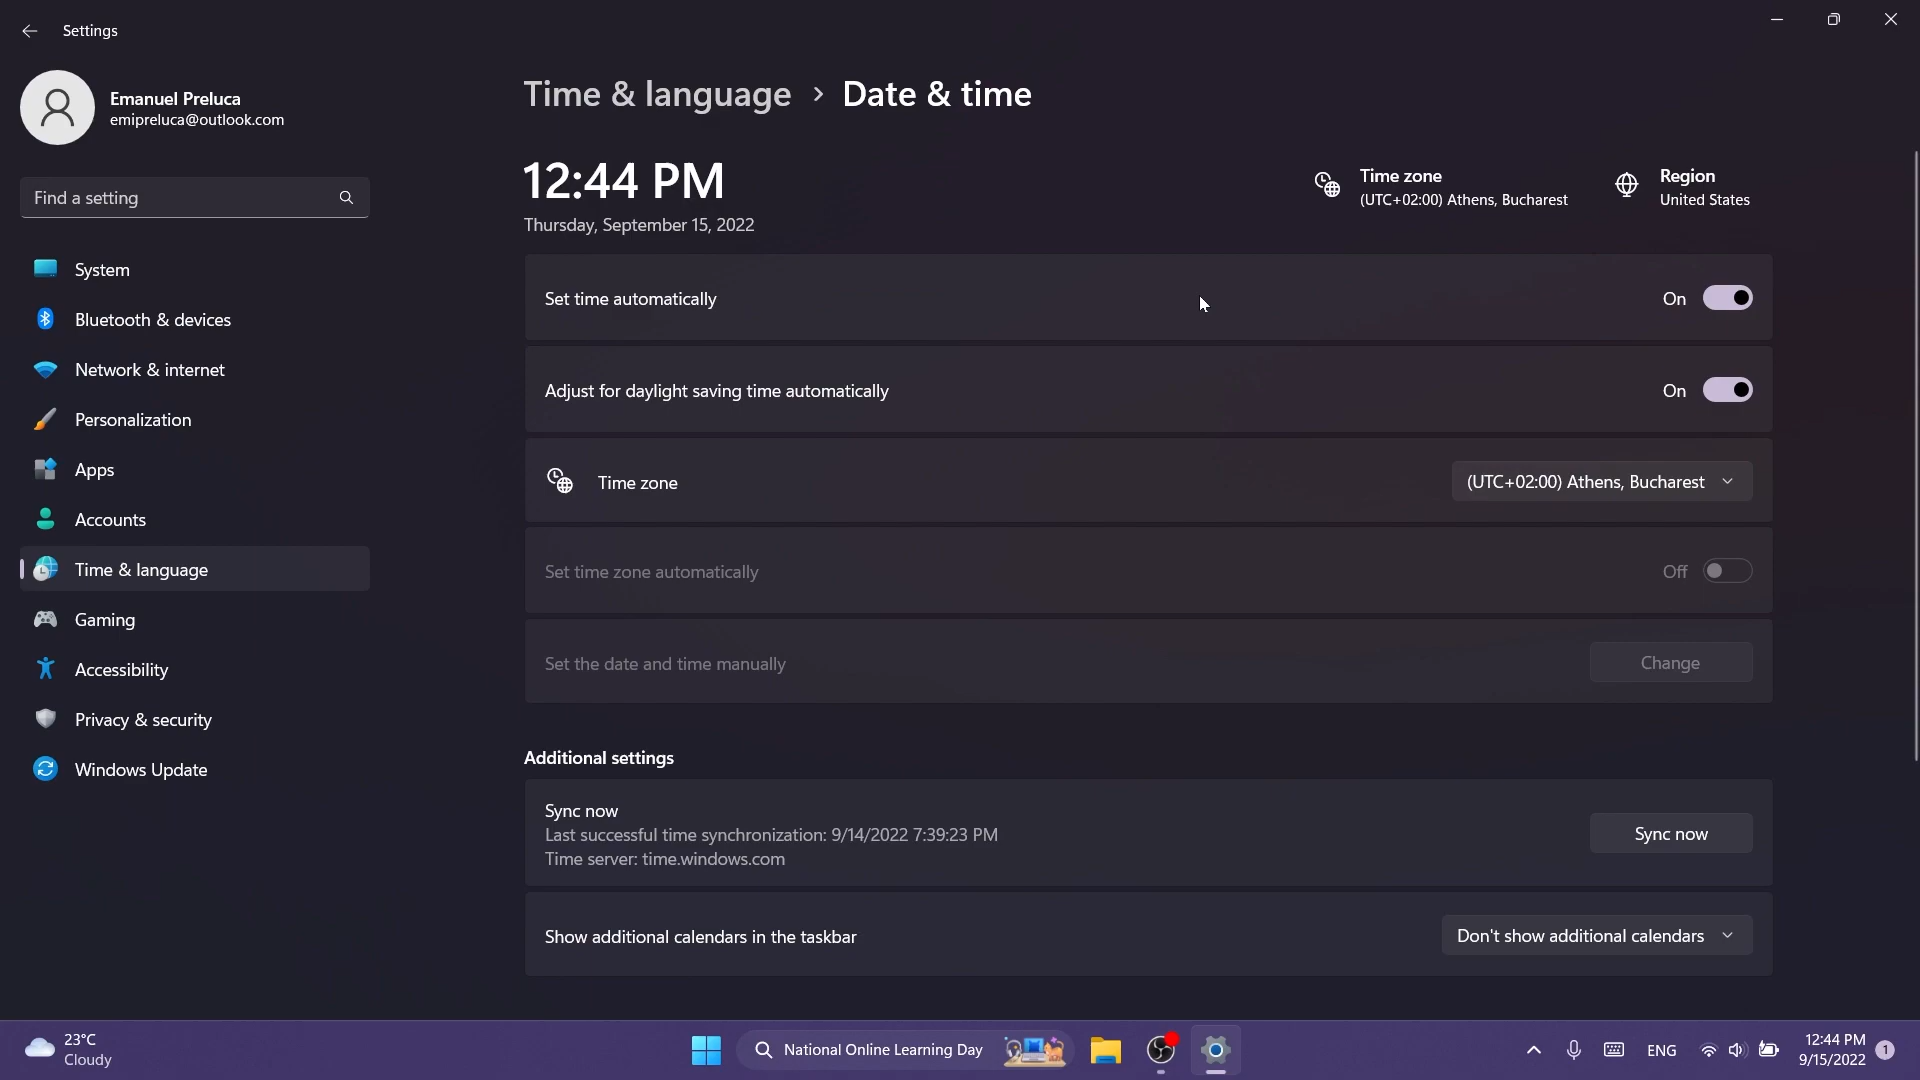 Settings
Emanuel Preluca
emipreluca@outlook.com
Find a setting
System
Bluetooth & devices
Network & internet
Personalization
Apps
Accounts
Time & language
Gaming
Accessibility
Privacy & security
Windows Update
Time & language > Date & time
12:44 PM
Thursday, September 15, 2022
Time zone
(UTC+02:00) Athens, Bucharest
Region
United States
Set time automatically On
Adjust for daylight saving time automatically On
Time zone (UTC+02:00) Athens, Bucharest
Set time zone automatically Off
Set the date and time manually Change
Additional settings
Sync now
Last successful time synchronization: 9/14/2022 7:39:23 PM
Time server: time.windows.com
Sync now
Show additional calendars in the taskbar Don't show additional calendars
23°C
Cloudy
National Online Learning Day
ENG
12:44 PM
9/15/2022
1